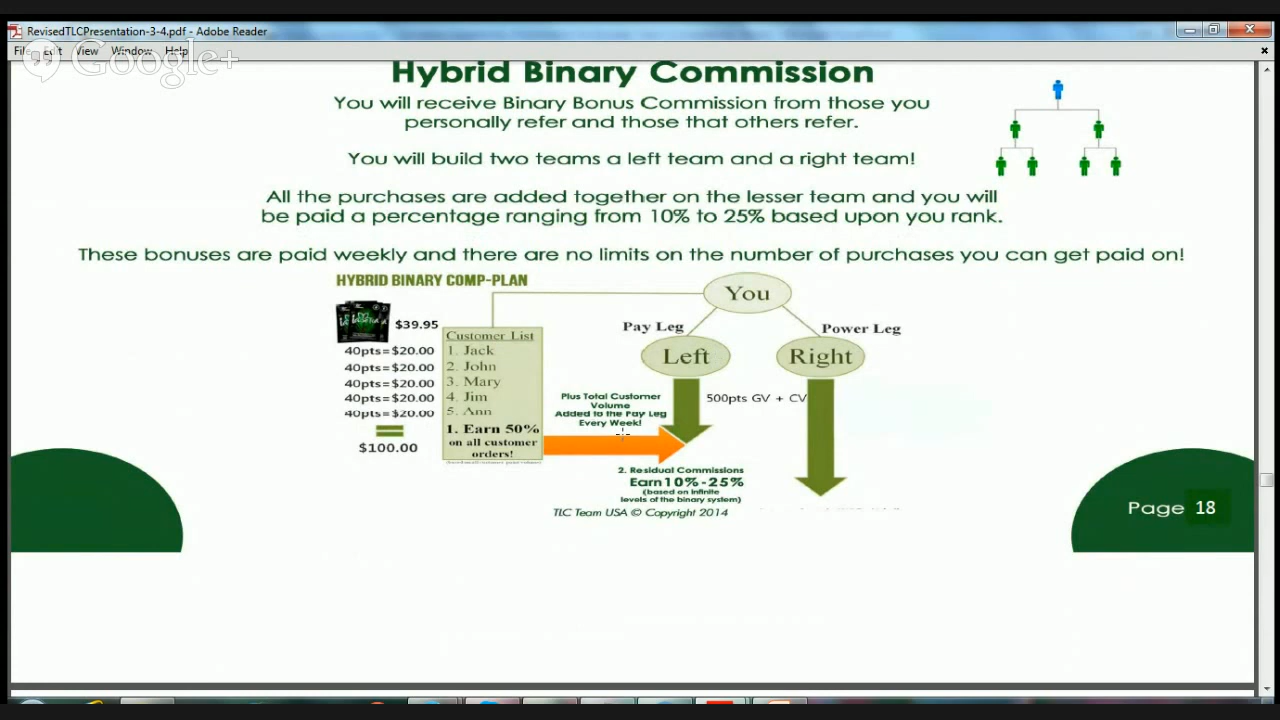 RevisedTLCPresentation-3-4.pdf - Adobe Reader
File Edit View Window Help
Google+
Hybrid Binary Commission
You will receive Binary Bonus Commission from those you
personally refer and those that others refer.
You will build two teams a left team and a right team!
All the purchases are added together on the lesser team and you will
be paid a percentage ranging from 10% to 25% based upon you rank.
These bonuses are paid weekly and there are no limits on the number of purchases you can get paid on!
HYBRID BINARY COMP-PLAN
You
$39.95
Pay Leg
Power Leg
Customer List
Left
Right
40pts=$20.00
1. Jack
40pts=$20.00
2. John
40pts=$20.00
3. Mary
40pts=$20.00
4. Jim
40pts=$20.00
5. Ann
Plus Total Customer
Volume
Added to the Pay Leg
Every Week!
500pts GV + CV
$100.00
1. Earn 50%
on all customer
orders!
2. Residual Commissions
Earn 10% - 25%
(based on infinite
levels of the binary system)
TLC Team USA © Copyright 2014
Page 18